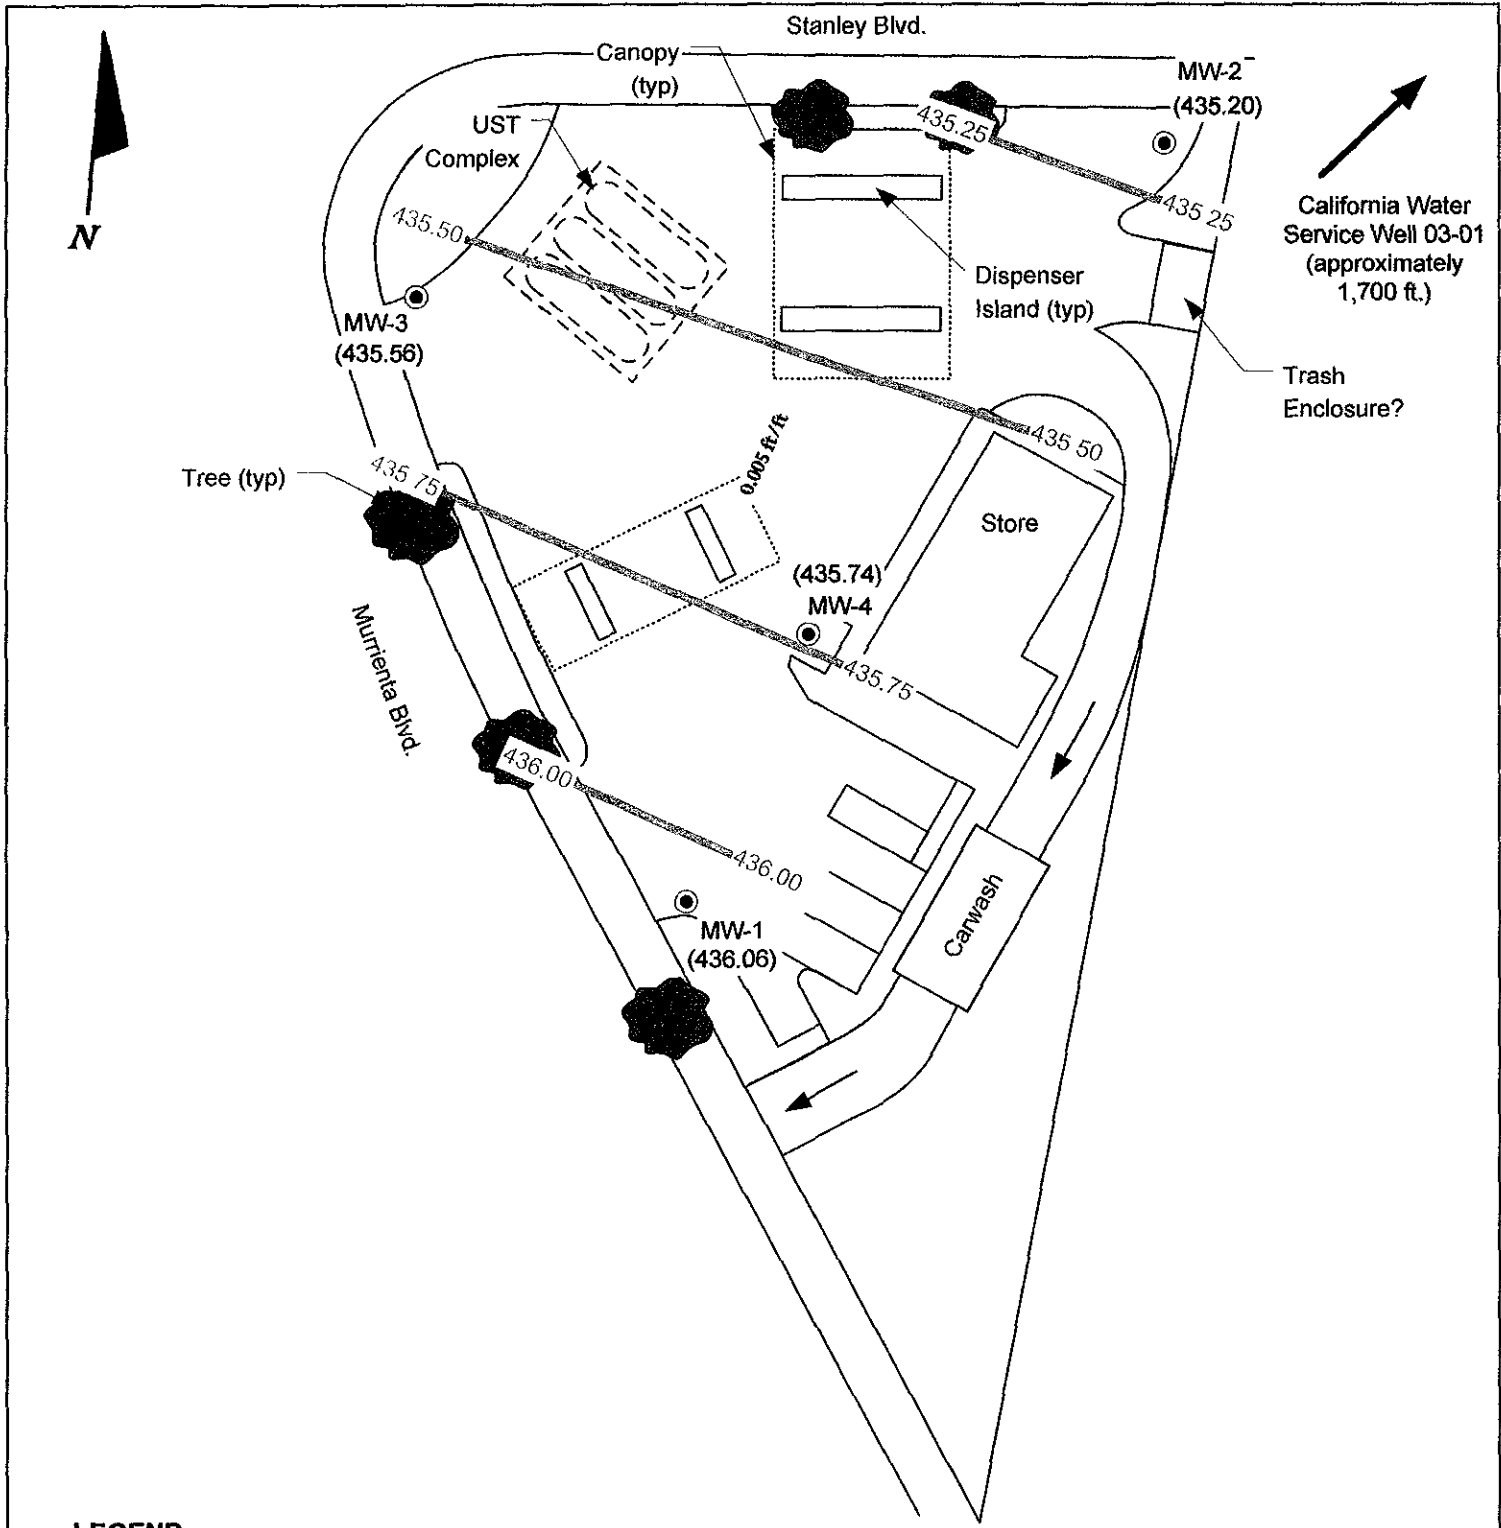 Stanley Blvd.
Canopy
(typ)
MW-2
(435.20)
UST
Complex
435.25
435.25
435.50
N
California Water
Service Well 03-01
(approximately
1,700 ft.)
Dispenser
Island (typ)
MW-3
(435.56)
Trash
Enclosure?
435.50
0.005 ft/ft
435.75
Tree (typ)
Store
(435.74)
MW-4
Murrienta Blvd.
435.75
436.00
436.00
Carwash
MW-1
(436.06)
LEGEND